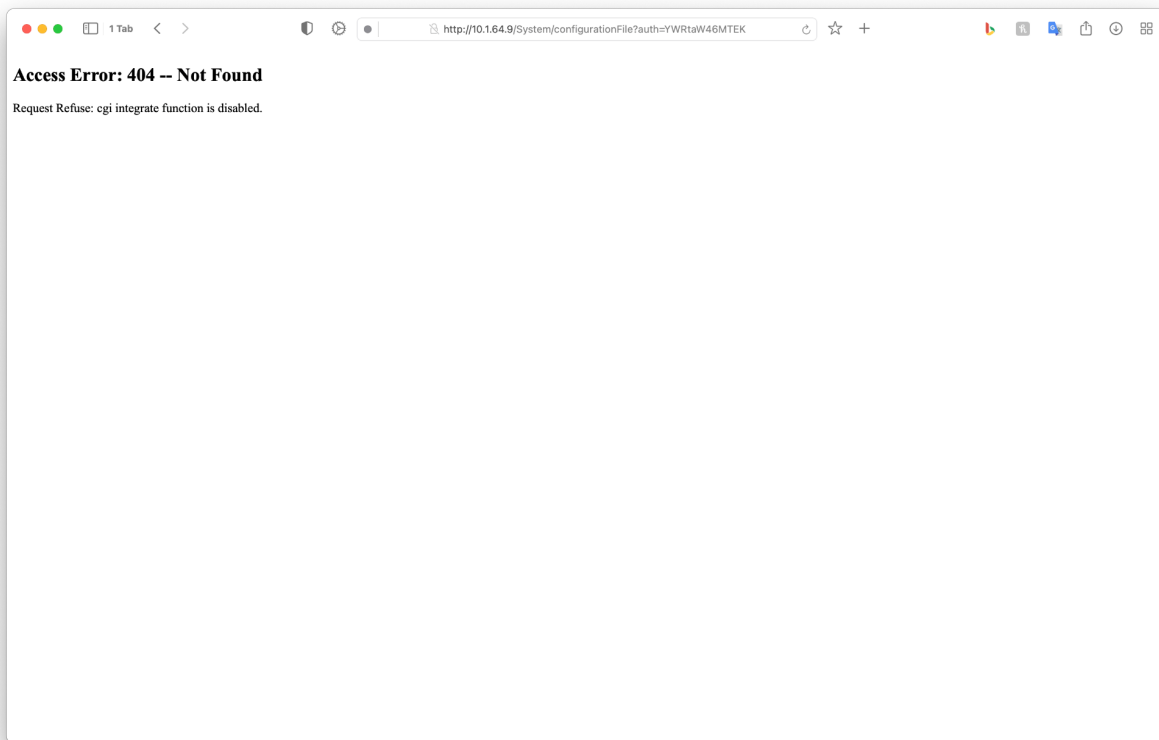 1 Tab
http://10.1.64.9/System/configurationFile?auth=YWRtaW46MTEK
Access Error: 404 -- Not Found
Request Refuse: cgi integrate function is disabled.